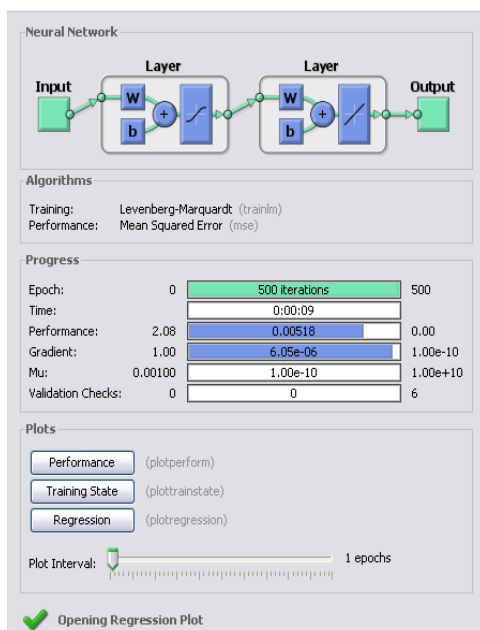 Neural Network
Layer Layer
Input Output
W W
b b
+ +
Algorithms
Training: Levenberg-Marquardt (trainlm)
Performance: Mean Squared Error (mse)
Progress
Epoch: 0 500 iterations 500
Time: 0:00:09
Performance: 2.08 0.00518 0.00
Gradient: 1.00 6.05e-06 1.00e-10
Mu: 0.00100 1.00e-10 1.00e+10
Validation Checks: 0 0 6
Plots
Performance (plotperform)
Training State (plottrainstate)
Regression (plotregression)
Plot Interval: 1 epochs
Opening Regression Plot